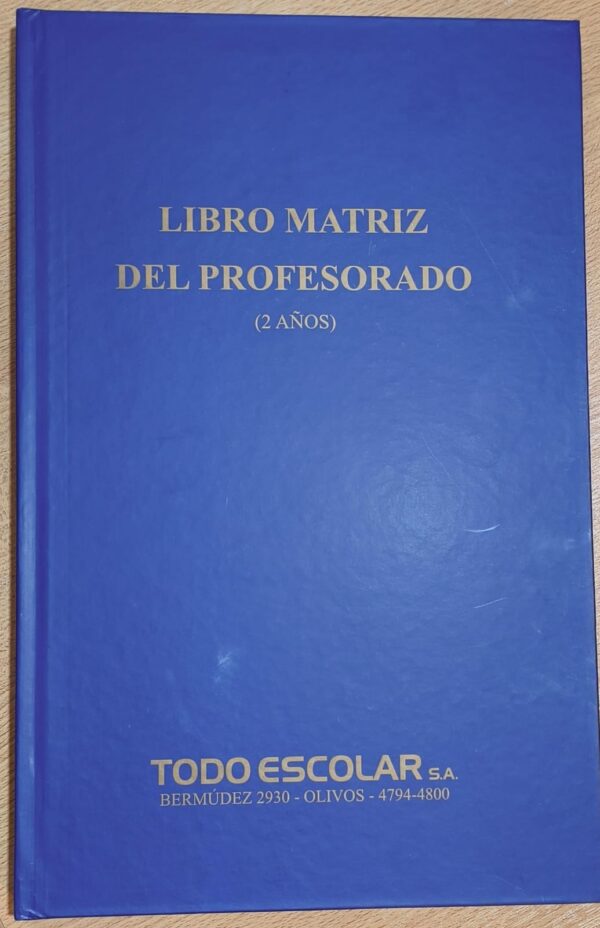 LIBRO MATRIZ
DEL PROFESORADO
(2 AÑOS)
TODO ESCOLAR S.A.
BERMÚDEZ 2930 - OLIVOS - 4794-4800